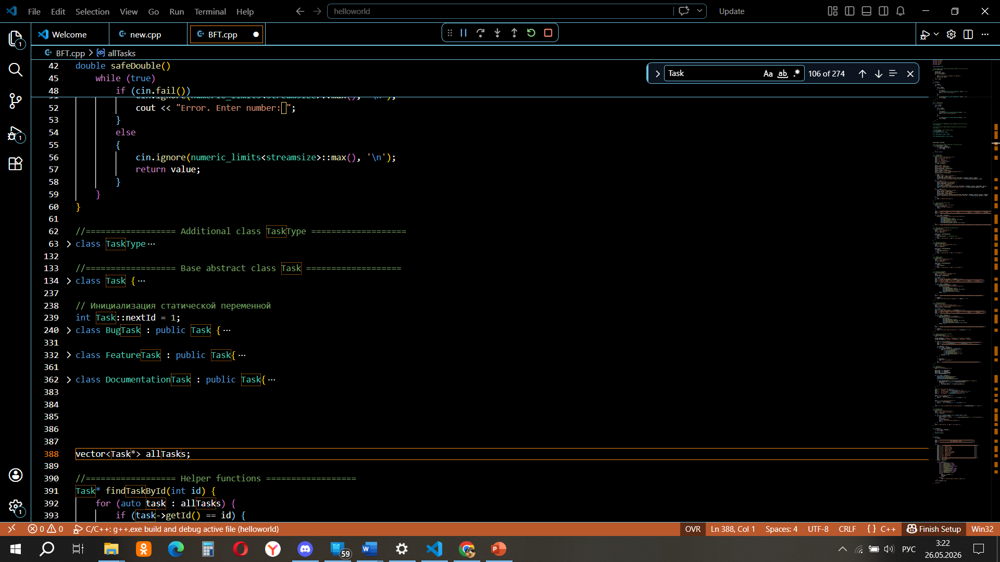 File Edit Selection View Go Run Terminal Help helloworld Update
Welcome new.cpp BFT.cpp
BFT.cpp > allTasks
Task Aa ab .* 106 of 274
42 double safeDouble()
45 while (true)
48 if (cin.fail())
cin.ignore(numeric_limits<streamsize>::max(), '\n');
52 cout << "Error. Enter number: ";
53 }
54 else
55 {
56 cin.ignore(numeric_limits<streamsize>::max(), '\n');
57 return value;
58 }
59 }
60 }
61
62 //================== Additional class TaskType ===================
63 class TaskType…
132
133 //================== Base abstract class Task ===================
134 class Task {…
237
238 // Инициализация статической переменной
239 int Task::nextId = 1;
240 class BugTask : public Task {…
331
332 class FeatureTask : public Task{…
361
362 class DocumentationTask : public Task{…
383
384
385
386
387
388 vector<Task*> allTasks;
389
390 //================== Helper functions ==================
391 Task* findTaskById(int id) {
392 for (auto task : allTasks) {
393 if (task->getId() == id) {
0 0 C/C++: g++.exe build and debug active file (helloworld) OVR Ln 388, Col 1 Spaces: 4 UTF-8 CRLF { } C++ Finish Setup Win32
59 РУС 3:22
26.05.2026